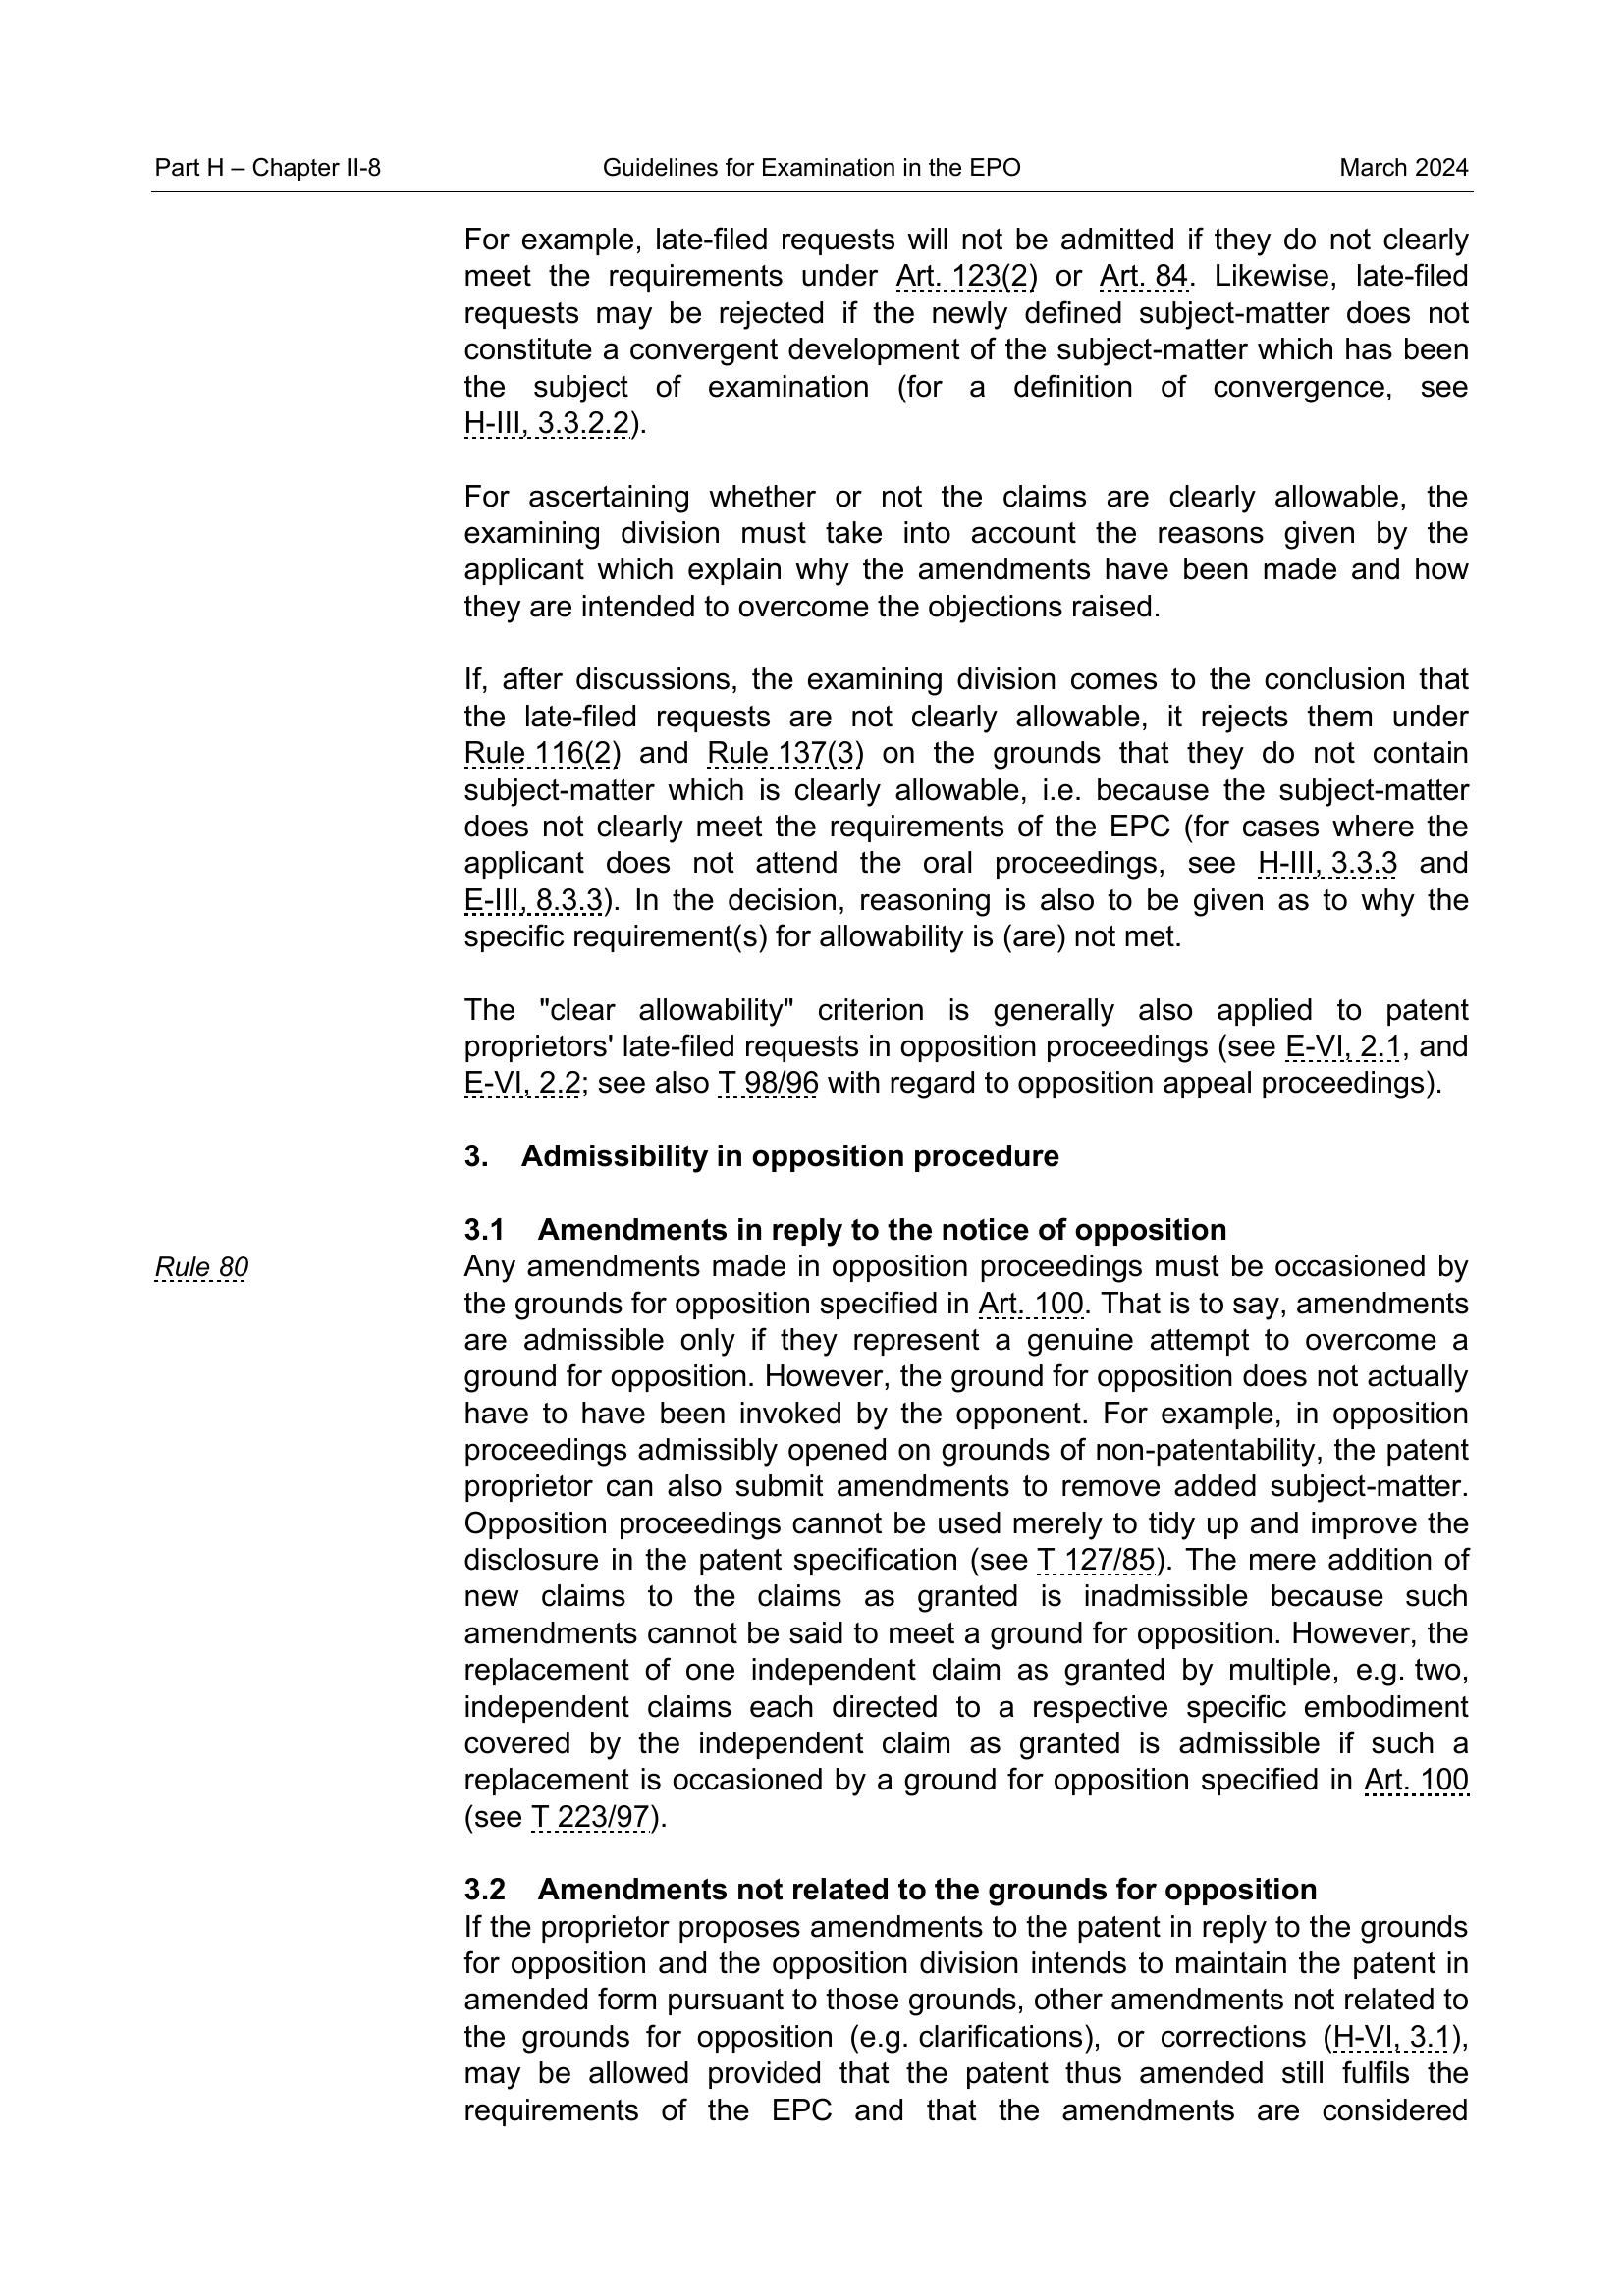 Part H – Chapter II-8 Guidelines for Examination in the EPO March 2024
For example, late-filed requests will not be admitted if they do not clearly
meet the requirements under Art. 123(2) or Art. 84. Likewise, late-filed
requests may be rejected if the newly defined subject-matter does not
constitute a convergent development of the subject-matter which has been
the subject of examination (for a definition of convergence, see
H-III, 3.3.2.2).
For ascertaining whether or not the claims are clearly allowable, the
examining division must take into account the reasons given by the
applicant which explain why the amendments have been made and how
they are intended to overcome the objections raised.
If, after discussions, the examining division comes to the conclusion that
the late-filed requests are not clearly allowable, it rejects them under
Rule 116(2) and Rule 137(3) on the grounds that they do not contain
subject-matter which is clearly allowable, i.e. because the subject-matter
does not clearly meet the requirements of the EPC (for cases where the
applicant does not attend the oral proceedings, see H-III, 3.3.3 and
E-III, 8.3.3). In the decision, reasoning is also to be given as to why the
specific requirement(s) for allowability is (are) not met.
The "clear allowability" criterion is generally also applied to patent
proprietors' late-filed requests in opposition proceedings (see E-VI, 2.1, and
E-VI, 2.2; see also T 98/96 with regard to opposition appeal proceedings).
3. Admissibility in opposition procedure
3.1 Amendments in reply to the notice of opposition
Rule 80
Any amendments made in opposition proceedings must be occasioned by
the grounds for opposition specified in Art. 100. That is to say, amendments
are admissible only if they represent a genuine attempt to overcome a
ground for opposition. However, the ground for opposition does not actually
have to have been invoked by the opponent. For example, in opposition
proceedings admissibly opened on grounds of non-patentability, the patent
proprietor can also submit amendments to remove added subject-matter.
Opposition proceedings cannot be used merely to tidy up and improve the
disclosure in the patent specification (see T 127/85). The mere addition of
new claims to the claims as granted is inadmissible because such
amendments cannot be said to meet a ground for opposition. However, the
replacement of one independent claim as granted by multiple, e.g. two,
independent claims each directed to a respective specific embodiment
covered by the independent claim as granted is admissible if such a
replacement is occasioned by a ground for opposition specified in Art. 100
(see T 223/97).
3.2 Amendments not related to the grounds for opposition
If the proprietor proposes amendments to the patent in reply to the grounds
for opposition and the opposition division intends to maintain the patent in
amended form pursuant to those grounds, other amendments not related to
the grounds for opposition (e.g. clarifications), or corrections (H-VI, 3.1),
may be allowed provided that the patent thus amended still fulfils the
requirements of the EPC and that the amendments are considered